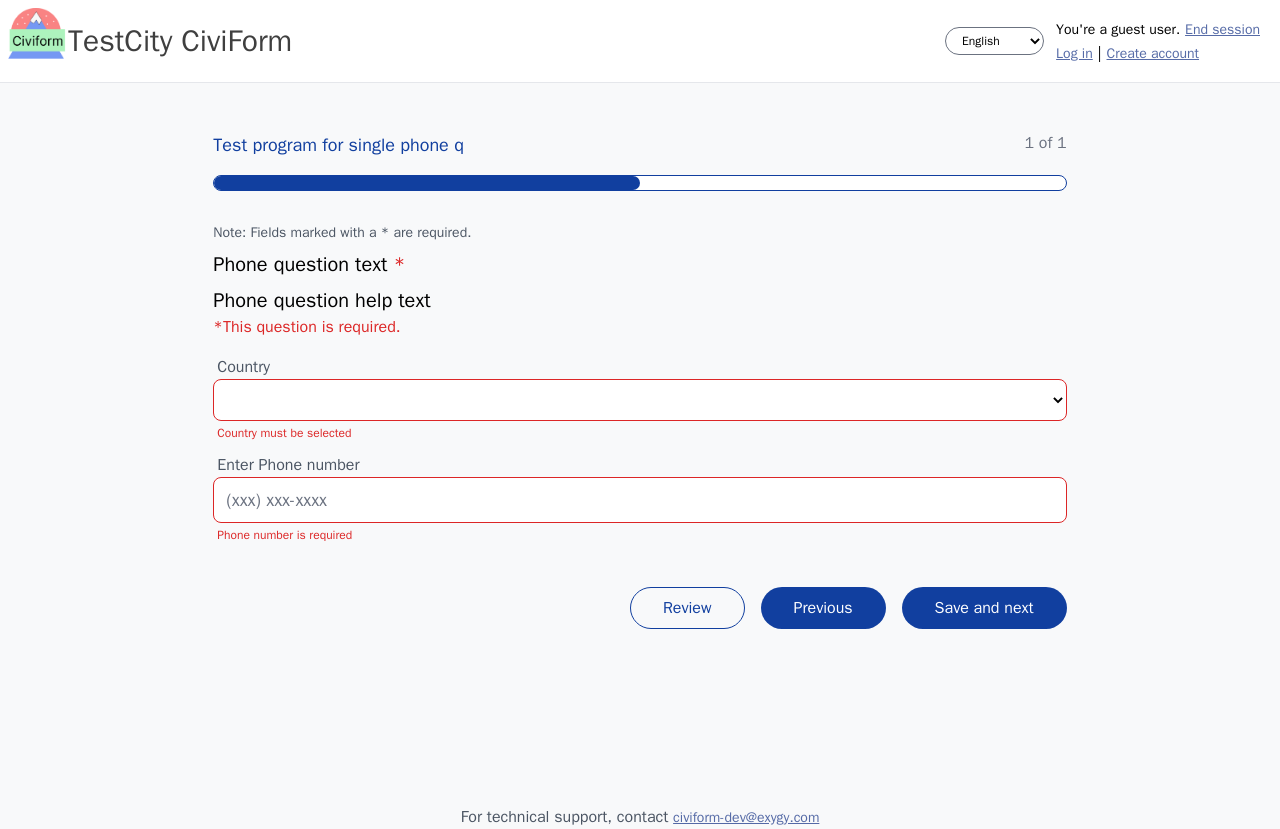 Civiform
TestCity CiviForm
English
You're a guest user. End session
Log in | Create account
Test program for single phone q
1 of 1
Note: Fields marked with a * are required.
Phone question text *
Phone question help text
*This question is required.
Country
Country must be selected
Enter Phone number
(xxx) xxx-xxxx
Phone number is required
Review
Previous
Save and next
For technical support, contact civiform-dev@exygy.com